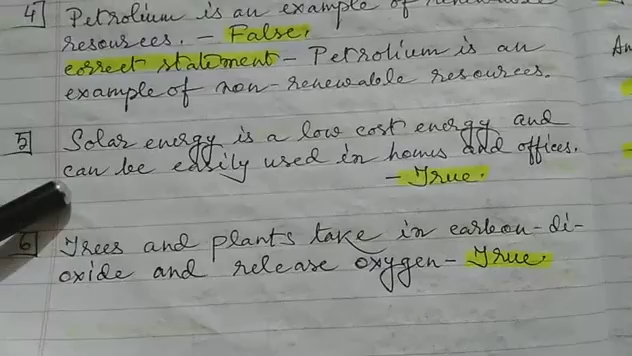 4 Petrolium is an example of renewable
resources. - False.
correct statement - Petrolium is an
example of non-renewable resources.
5 Solar energy is a low cost energy and
can be easily used in homes and offices.
- True.
6 Trees and plants take in carbon-di-
oxide and release oxygen - True.
An